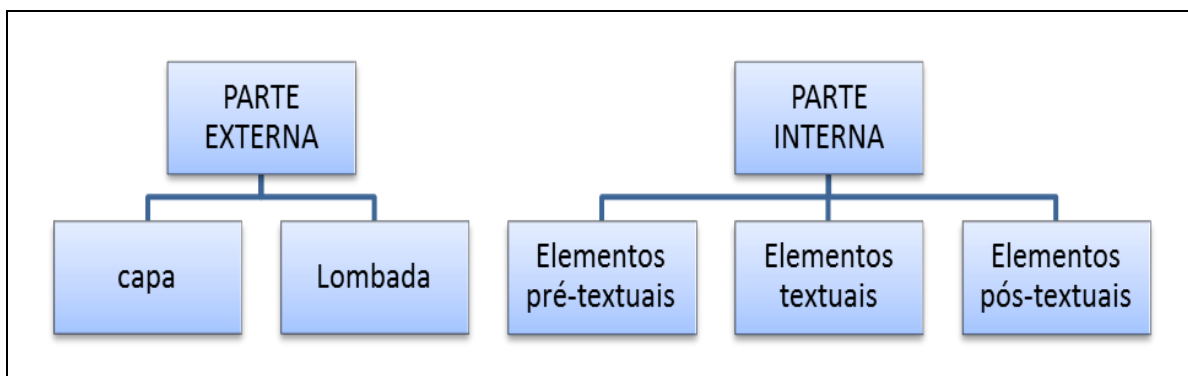 PARTE
EXTERNA
capa
Lombada
PARTE
INTERNA
Elementos
pré-textuais
Elementos
textuais
Elementos
pós-textuais